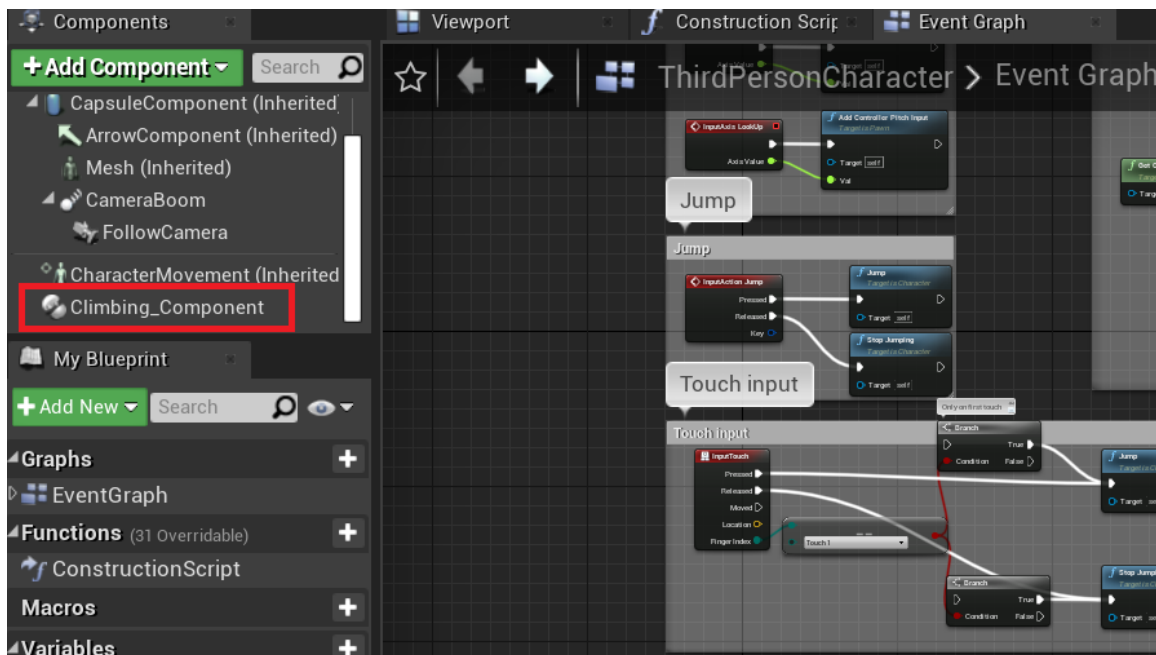 Components
+Add Component
Search
CapsuleComponent (Inherited
ArrowComponent (Inherited)
Mesh (Inherited)
CameraBoom
FollowCamera
CharacterMovement (Inherited
Climbing_Component
My Blueprint
+Add New
Search
Graphs
EventGraph
Functions (31 Overridable)
ConstructionScript
Macros
Variables
Viewport
Construction Scrip
Event Graph
ThirdPersonCharacter > Event Graph
InputAxis LookUp
Axis Value
Add Controller Pitch Input
Target is Pawn
Target self
Val
Jump
Jump
InputAction Jump
Pressed
Released
Key
Jump
Target is Character
Target self
Stop Jumping
Target is Character
Target self
Touch input
Touch input
InputTouch
Pressed
Released
Moved
Location
FingerIndex
Touch 1
==
Only on first touch
Branch
True
Condition False
Branch
True
Condition False
Jump
Target
Stop Jump
Target